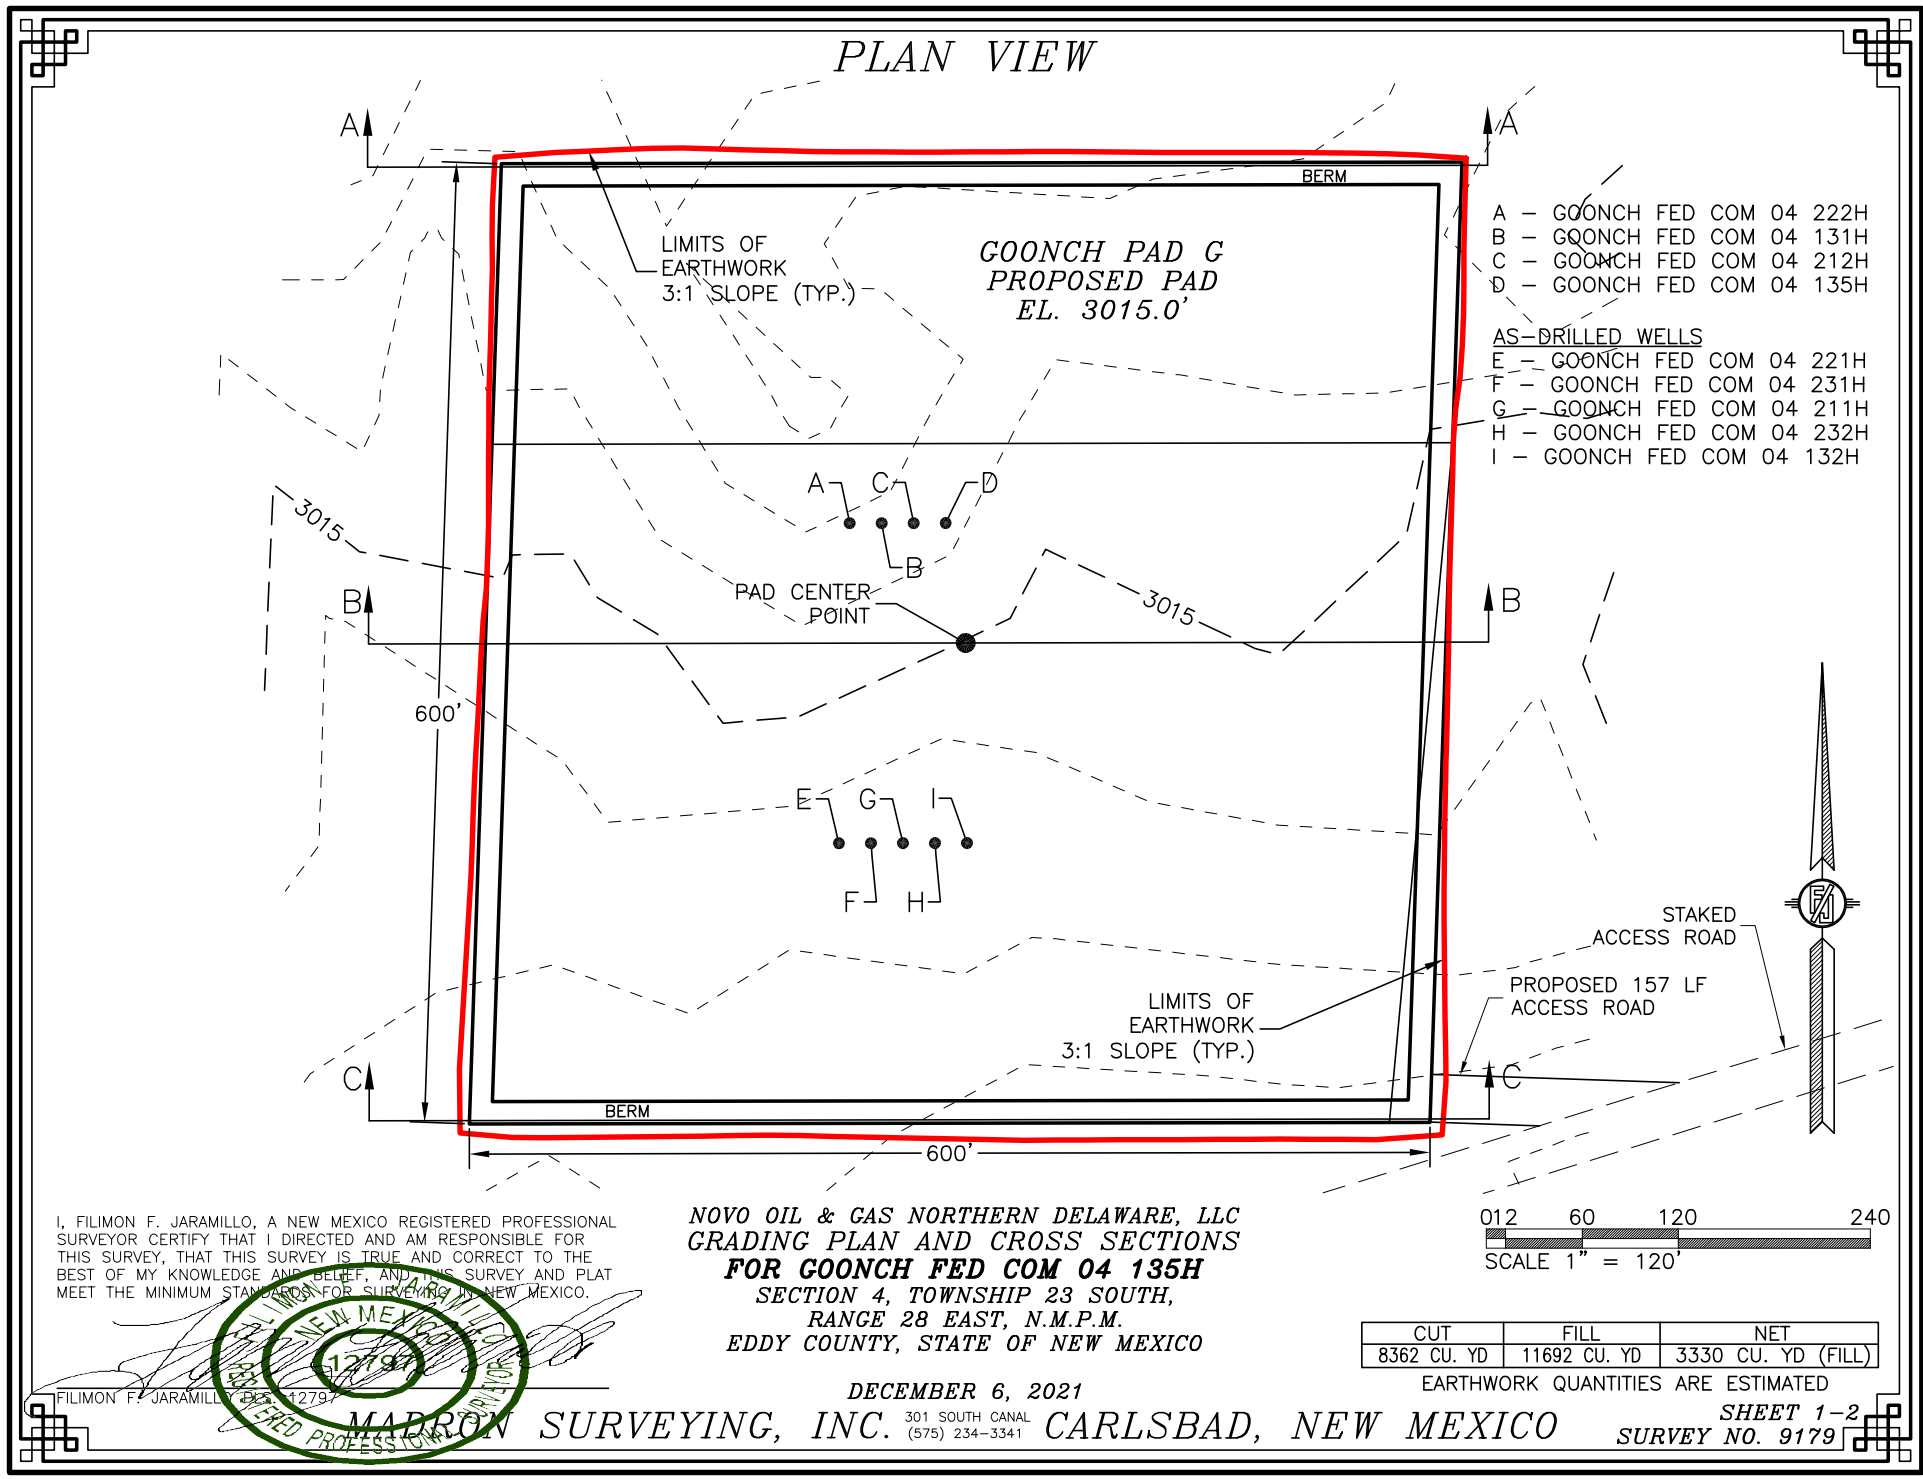 PLAN VIEW
A
A
BERM
LIMITS OF
EARTHWORK
3:1 SLOPE (TYP.)
GOONCH PAD G
PROPOSED PAD
EL. 3015.0'
A – GOONCH FED COM 04 222H
B – GOONCH FED COM 04 131H
C – GOONCH FED COM 04 212H
D – GOONCH FED COM 04 135H
AS–DRILLED WELLS
E – GOONCH FED COM 04 221H
F – GOONCH FED COM 04 231H
G – GOONCH FED COM 04 211H
H – GOONCH FED COM 04 232H
I – GOONCH FED COM 04 132H
A
C
D
B
3015
PAD CENTER
POINT
3015
B
B
600'
E
G
I
F
H
STAKED
ACCESS ROAD
PROPOSED 157 LF
ACCESS ROAD
LIMITS OF
EARTHWORK
3:1 SLOPE (TYP.)
C
C
BERM
600'
FJ
I, FILIMON F. JARAMILLO, A NEW MEXICO REGISTERED PROFESSIONAL
SURVEYOR CERTIFY THAT I DIRECTED AND AM RESPONSIBLE FOR
THIS SURVEY, THAT THIS SURVEY IS TRUE AND CORRECT TO THE
BEST OF MY KNOWLEDGE AND BELIEF, AND THIS SURVEY AND PLAT
MEET THE MINIMUM STANDARDS FOR SURVEYING IN NEW MEXICO.
FILIMON F. JARAMILLO
NEW MEXICO
12797
REGISTERED PROFESSIONAL SURVEYOR
FILIMON F. JARAMILLO PLS 12797
NOVO OIL & GAS NORTHERN DELAWARE, LLC
GRADING PLAN AND CROSS SECTIONS
FOR GOONCH FED COM 04 135H
SECTION 4, TOWNSHIP 23 SOUTH,
RANGE 28 EAST, N.M.P.M.
EDDY COUNTY, STATE OF NEW MEXICO
DECEMBER 6, 2021
012 60 120 240
SCALE 1" = 120'
CUT FILL NET
8362 CU. YD 11692 CU. YD 3330 CU. YD (FILL)
EARTHWORK QUANTITIES ARE ESTIMATED
MADRON SURVEYING, INC. 301 SOUTH CANAL (575) 234–3341 CARLSBAD, NEW MEXICO
SHEET 1–2
SURVEY NO. 9179